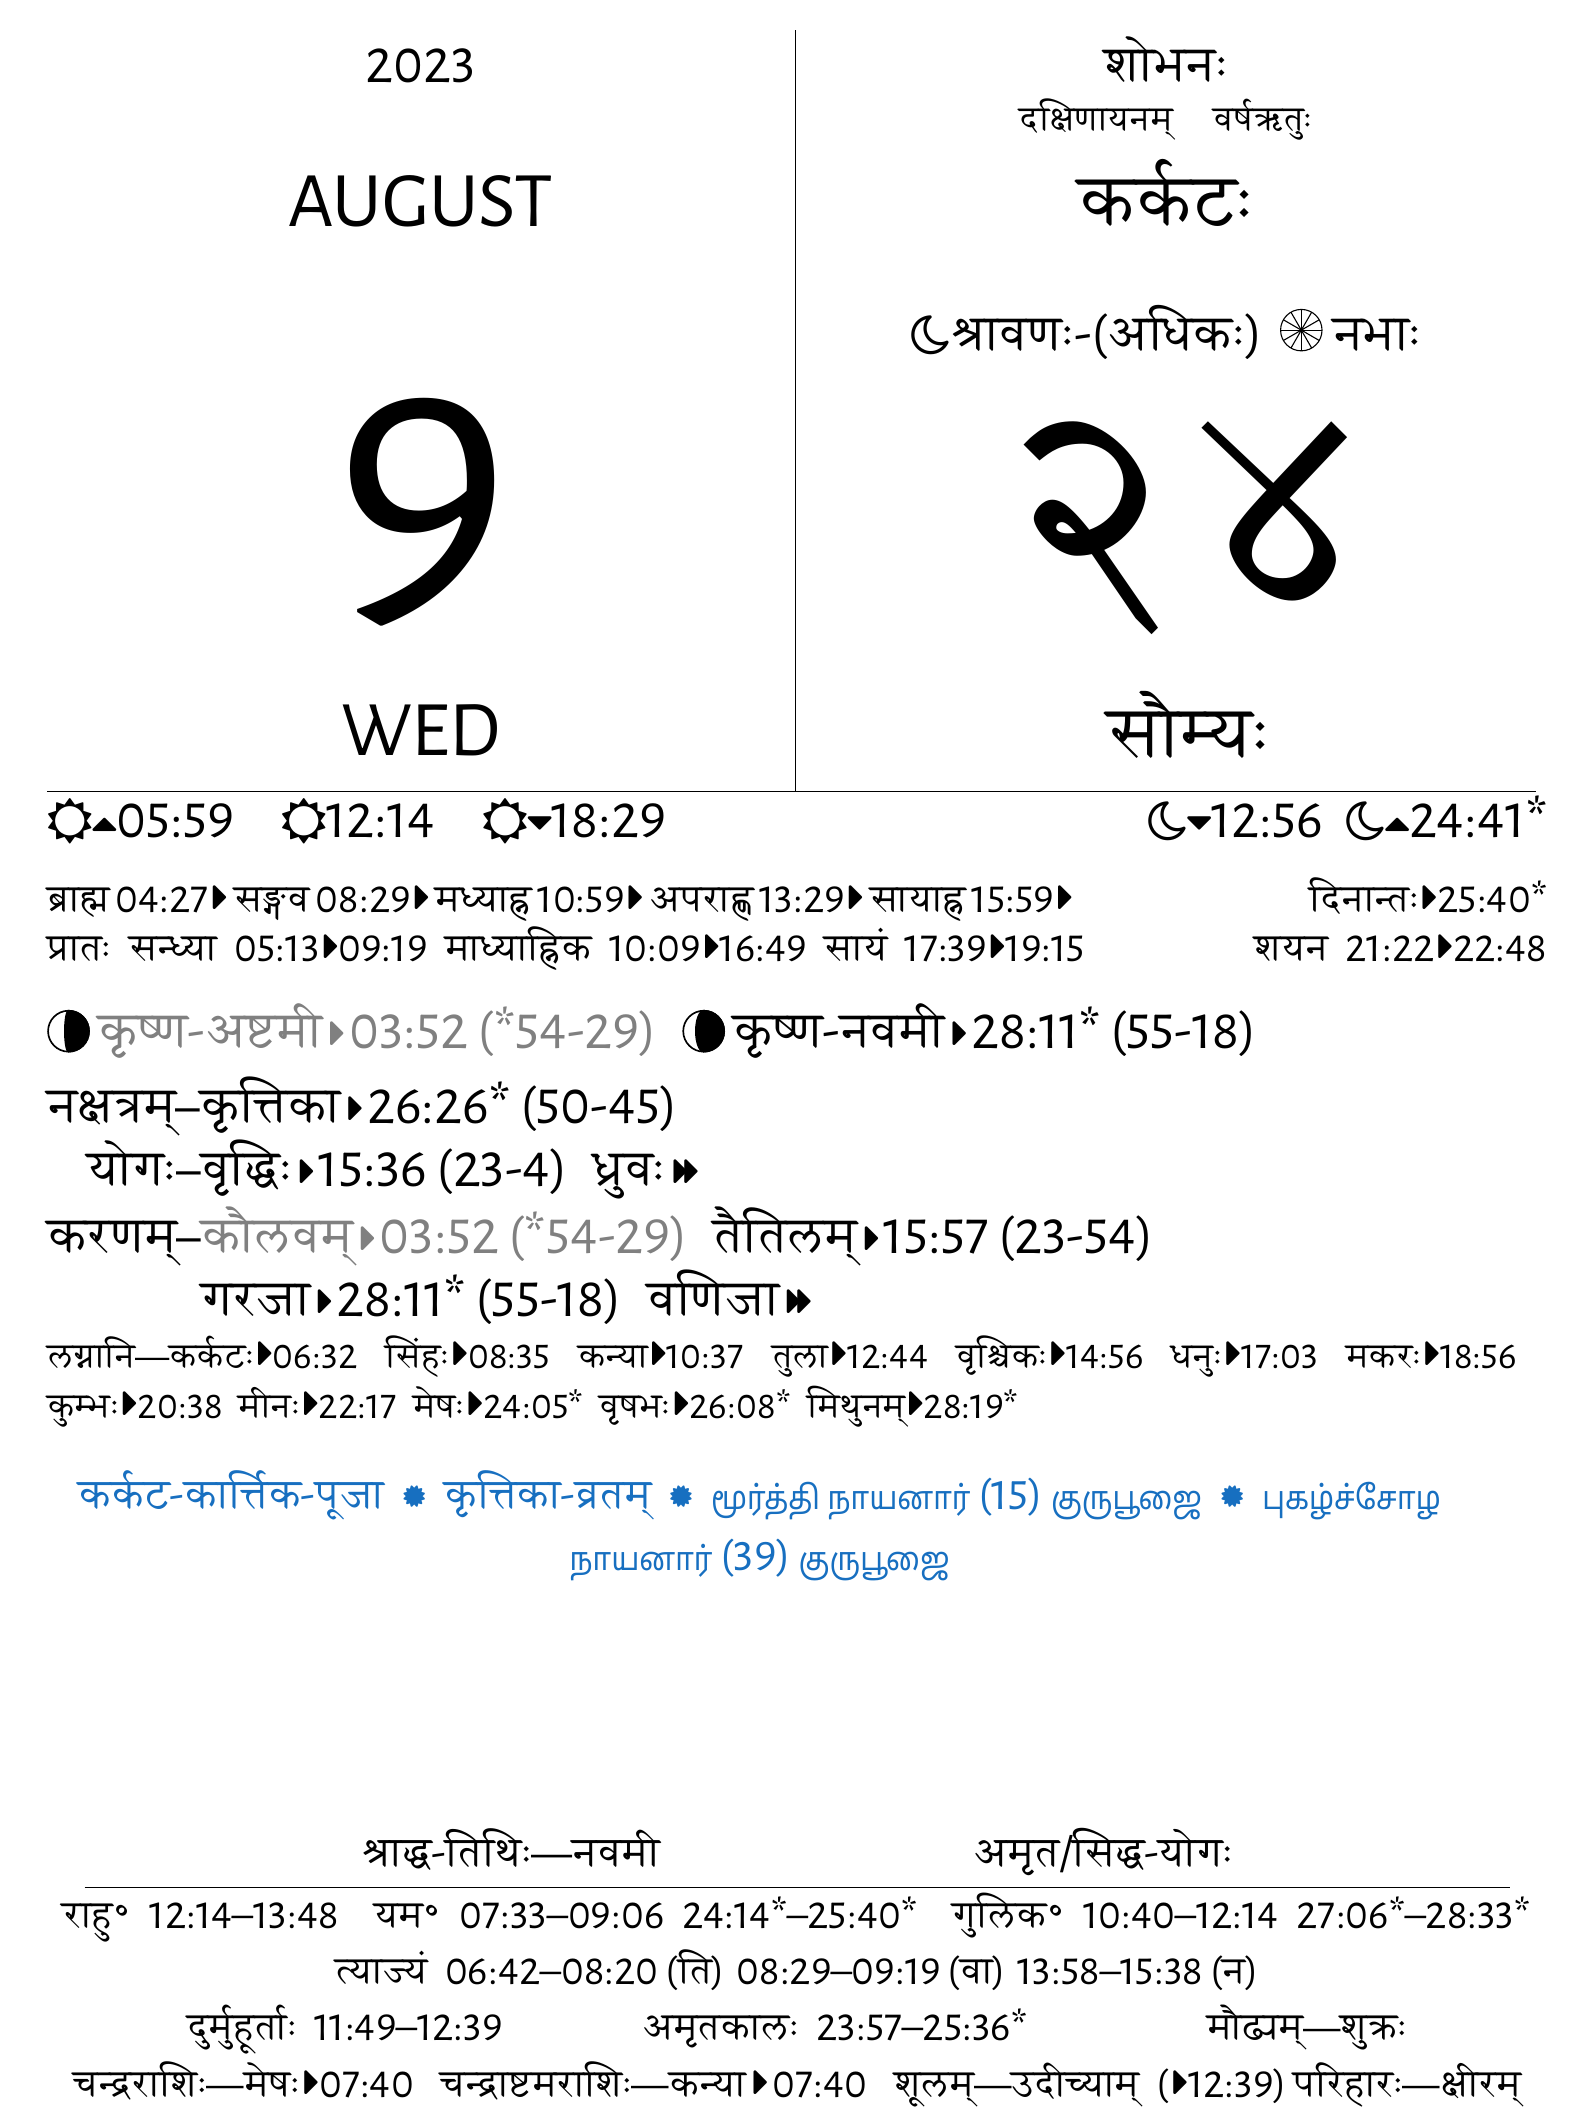 2023
AUGUST
9
WED
शोभनः
दक्षिणायनम् वर्षऋतुः
कर्कटः
श्रावणः-(अधिकः) नभाः
२४
सौम्यः
05:59 12:14 18:29 12:56 24:41*
ब्राह्म 04:27 सङ्गव 08:29 मध्याह्न 10:59 अपराह्ण 13:29 सायाह्न 15:59 दिनान्तः 25:40*
प्रातः सन्ध्या 05:13 09:19 माध्याह्निक 10:09 16:49 सायं 17:39 19:15 शयन 21:22 22:48
कृष्ण-अष्टमी 03:52 (*54-29) कृष्ण-नवमी 28:11* (55-18)
नक्षत्रम्–कृत्तिका 26:26* (50-45)
योगः–वृद्धिः 15:36 (23-4) ध्रुवः
करणम्–कौलवम् 03:52 (*54-29) तैतिलम् 15:57 (23-54)
गरजा 28:11* (55-18) वणिजा
लग्नानि—कर्कटः 06:32 सिंहः 08:35 कन्या 10:37 तुला 12:44 वृश्चिकः 14:56 धनुः 17:03 मकरः 18:56
कुम्भः 20:38 मीनः 22:17 मेषः 24:05* वृषभः 26:08* मिथुनम् 28:19*
कर्कट-कार्त्तिक-पूजा कृत्तिका-व्रतम् மூர்த்தி நாயனார் (15) குருபூஜை புகழ்ச்சோழ
நாயனார் (39) குருபூஜை
श्राद्ध-तिथिः—नवमी अमृत/सिद्ध-योगः
राहु॰ 12:14–13:48 यम॰ 07:33–09:06 24:14*–25:40* गुलिक॰ 10:40–12:14 27:06*–28:33*
त्याज्यं 06:42–08:20 (ति) 08:29–09:19 (वा) 13:58–15:38 (न)
दुर्मुहूर्ताः 11:49–12:39 अमृतकालः 23:57–25:36* मौढ्यम्—शुक्रः
चन्द्रराशिः—मेषः 07:40 चन्द्राष्टमराशिः—कन्या 07:40 शूलम्—उदीच्याम् ( 12:39) परिहारः—क्षीरम्